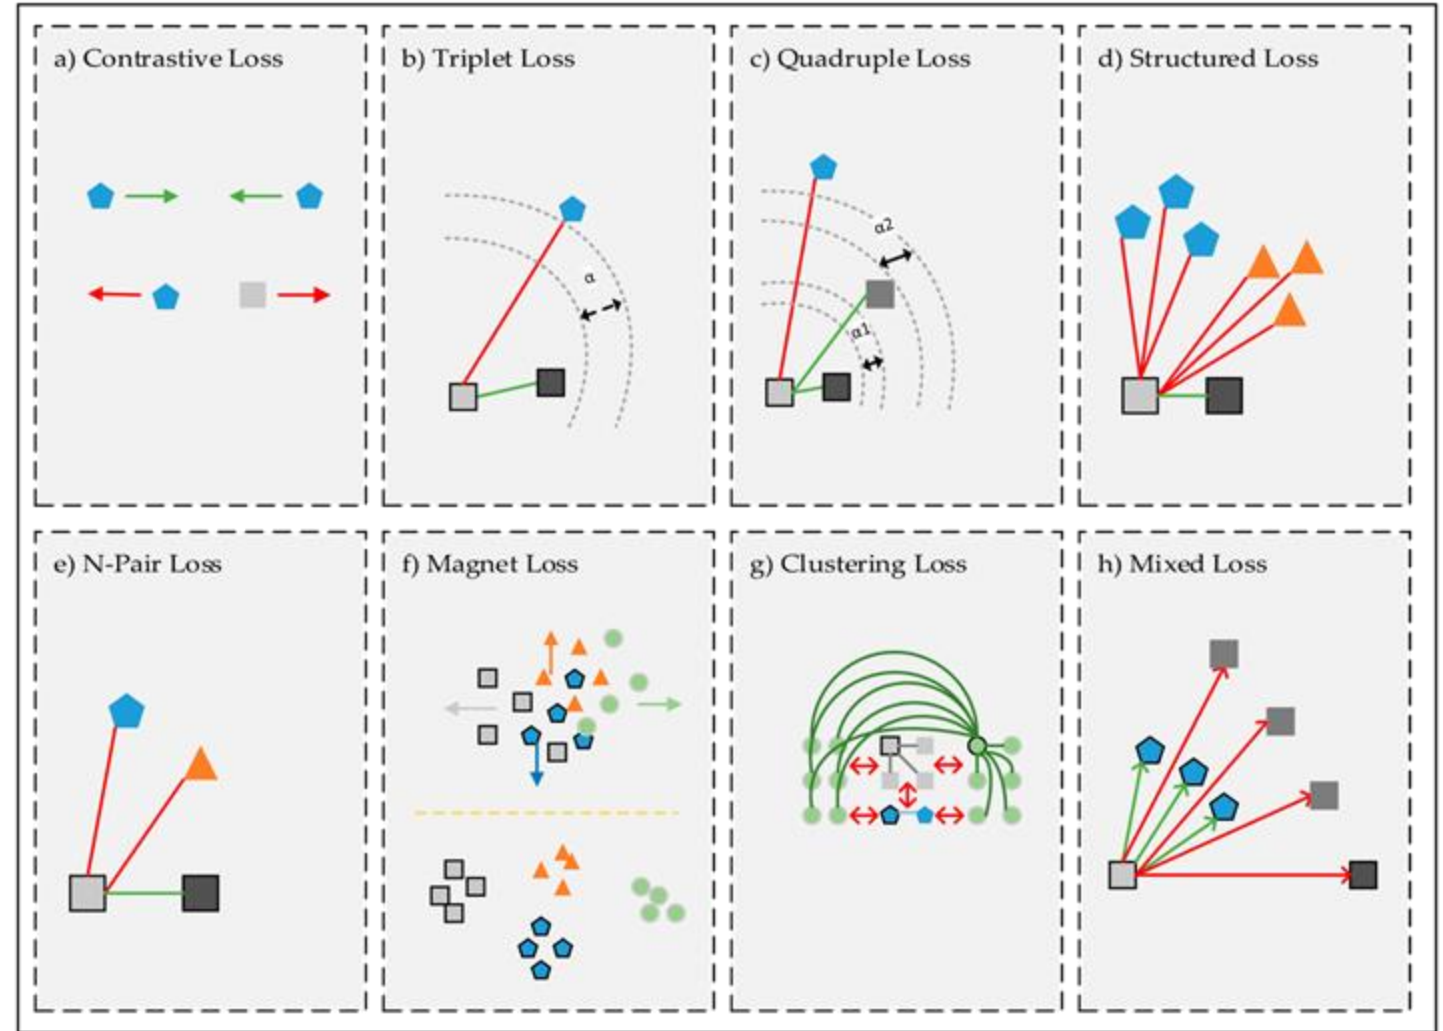 a) Contrastive Loss
b) Triplet Loss
α
c) Quadruple Loss
α2
α1
d) Structured Loss
e) N-Pair Loss
f) Magnet Loss
g) Clustering Loss
h) Mixed Loss